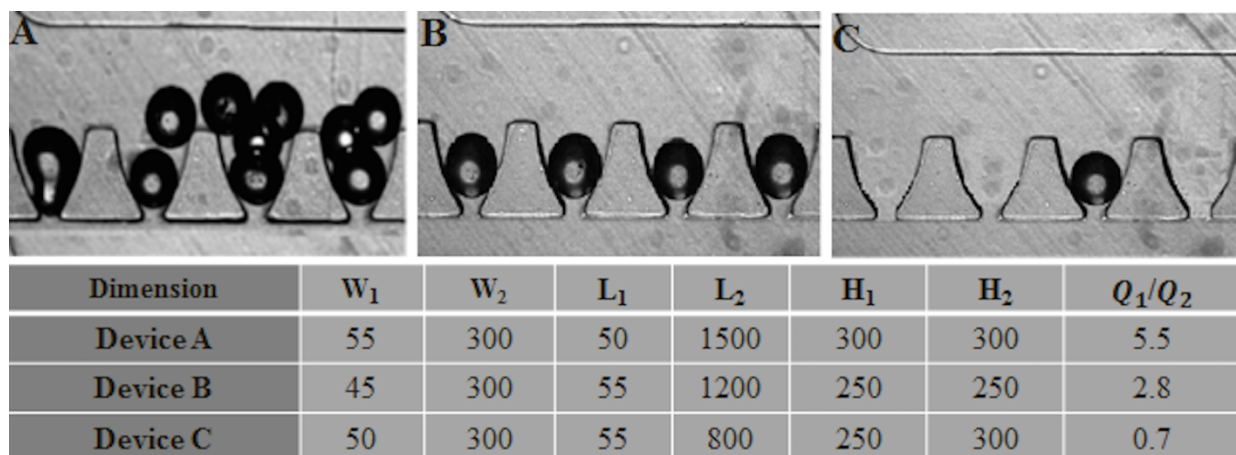 A B C
Dimension W₁ W₂ L₁ L₂ H₁ H₂ Q₁/Q₂
Device A 55 300 50 1500 300 300 5.5
Device B 45 300 55 1200 250 250 2.8
Device C 50 300 55 800 250 300 0.7